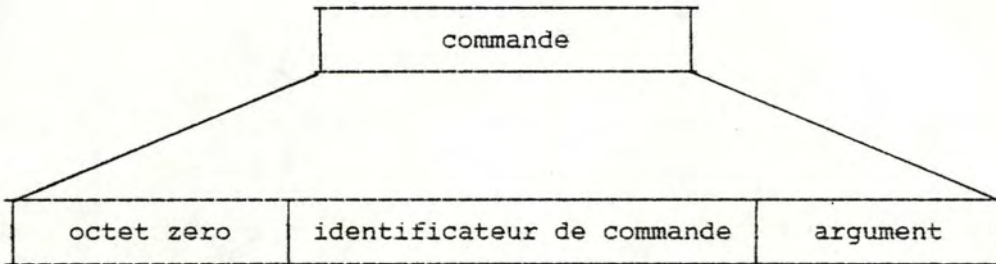 commande
octet zero identificateur de commande argument